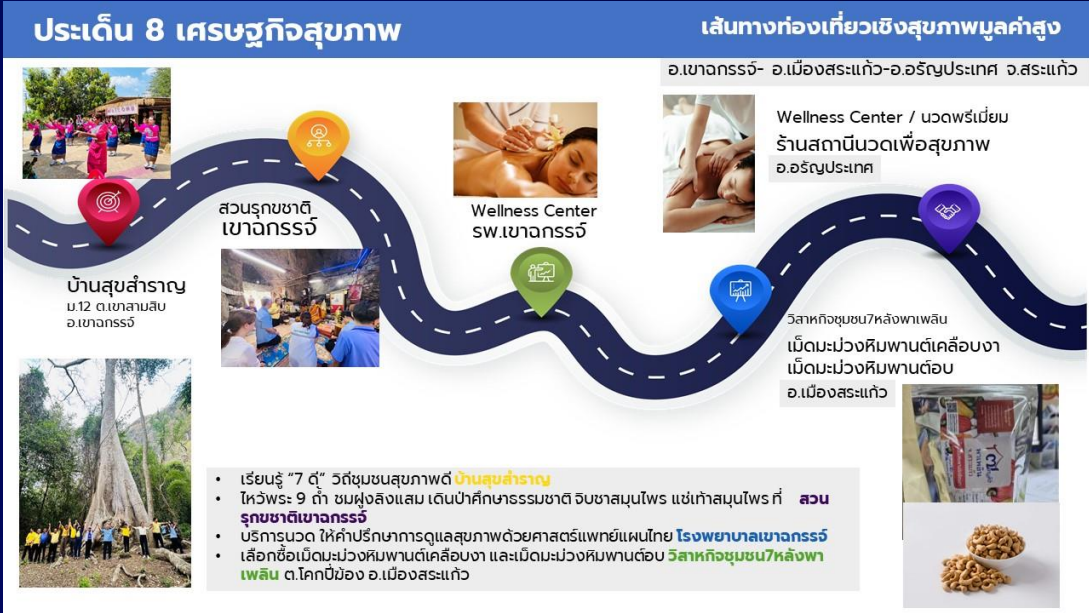 ประเด็น 8 เศรษฐกิจสุขภาพ
เส้นทางท่องเที่ยวเชิงสุขภาพมูลค่าสูง
อ.เขาฉกรรจ์- อ.เมืองสระแก้ว-อ.อรัญประเทศ จ.สระแก้ว
Wellness Center / นวดพรีเมี่ยม
ร้านสถานีนวดเพื่อสุขภาพ
อ.อรัญประเทศ
สวนรุกขชาติ
เขาฉกรรจ์
Wellness Center
รพ.เขาฉกรรจ์
บ้านสุขสำราญ
ม.12 ต.เขาสามสิบ
อ.เขาฉกรรจ์
วิสาหกิจชุมชน7หลังพาเพลิน
เม็ดมะม่วงหิมพานต์เคลือบงา
เม็ดมะม่วงหิมพานต์อบ
อ.เมืองสระแก้ว
• เรียนรู้ “7 ดี” วิถีชุมชนสุขภาพดี บ้านสุขสำราญ
• ไหว้พระ 9 ถ้ำ ชมฝูงลิงแสม เดินป่าศึกษาธรรมชาติ จิบชาสมุนไพร แช่เท้าสมุนไพร ที่ สวน
รุกขชาติเขาฉกรรจ์
• บริการนวด ให้คำปรึกษาการดูแลสุขภาพด้วยศาสตร์แพทย์แผนไทย โรงพยาบาลเขาฉกรรจ์
• เลือกซื้อเม็ดมะม่วงหิมพานต์เคลือบงา และเม็ดมะม่วงหิมพานต์อบ วิสาหกิจชุมชน7หลังพา
เพลิน ต.โคกปี่ฆ้อง อ.เมืองสระแก้ว